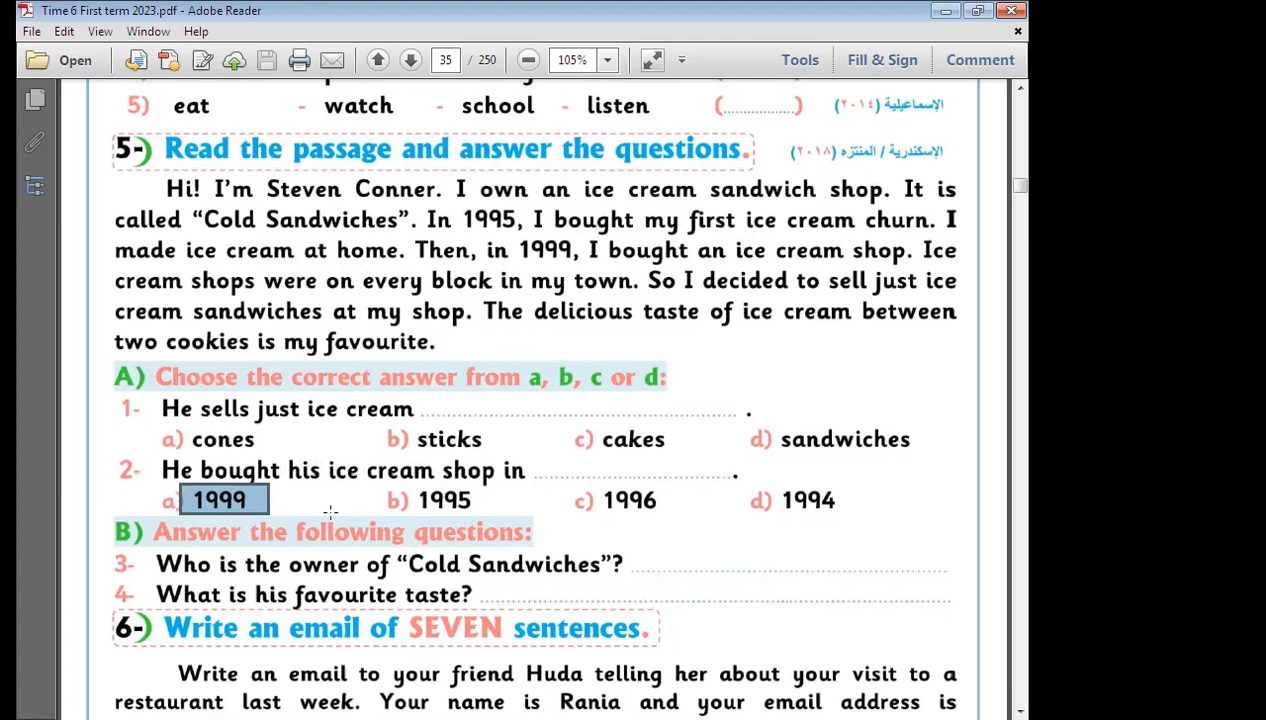 Time 6 First term 2023.pdf - Adobe Reader
File Edit View Window Help
Open 35 / 250 105% Tools Fill & Sign Comment
5) eat - watch - school - listen (............) الإسماعيلية (٢٠١٤)
5-) Read the passage and answer the questions. الإسكندرية / المنتزه (٢٠١٨)
Hi! I'm Steven Conner. I own an ice cream sandwich shop. It is
called “Cold Sandwiches”. In 1995, I bought my first ice cream churn. I
made ice cream at home. Then, in 1999, I bought an ice cream shop. Ice
cream shops were on every block in my town. So I decided to sell just ice
cream sandwiches at my shop. The delicious taste of ice cream between
two cookies is my favourite.
A) Choose the correct answer from a, b, c or d:
1- He sells just ice cream ............................................................ .
a) cones b) sticks c) cakes d) sandwiches
2- He bought his ice cream shop in ..................................... .
a) 1999 b) 1995 c) 1996 d) 1994
B) Answer the following questions:
3- Who is the owner of “Cold Sandwiches”? ............................................................
4- What is his favourite taste? ....................................................................................
6-) Write an email of SEVEN sentences.
Write an email to your friend Huda telling her about your visit to a
restaurant last week. Your name is Rania and your email address is